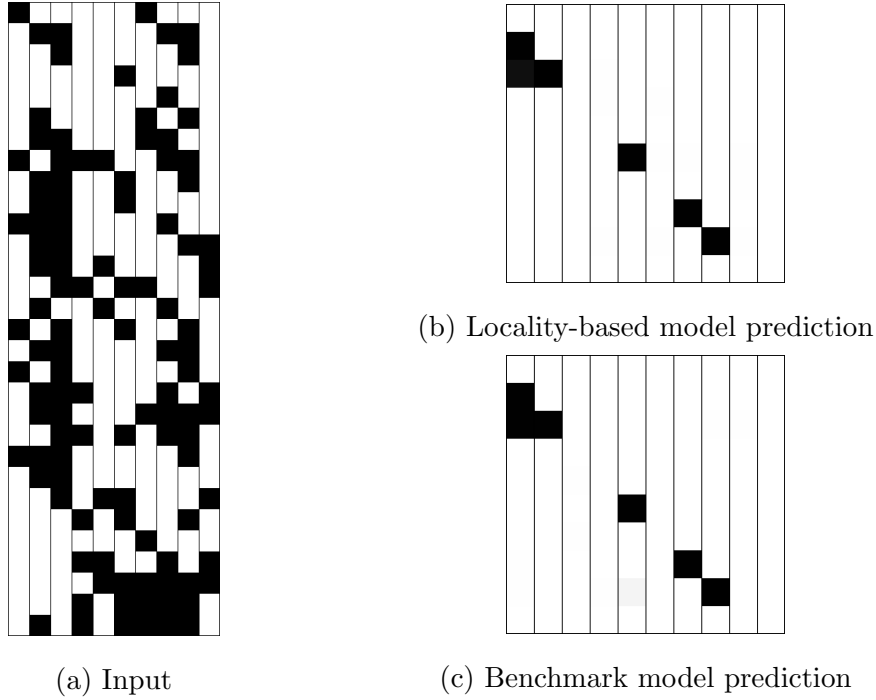 (b) Locality-based model prediction
(a) Input
(c) Benchmark model prediction